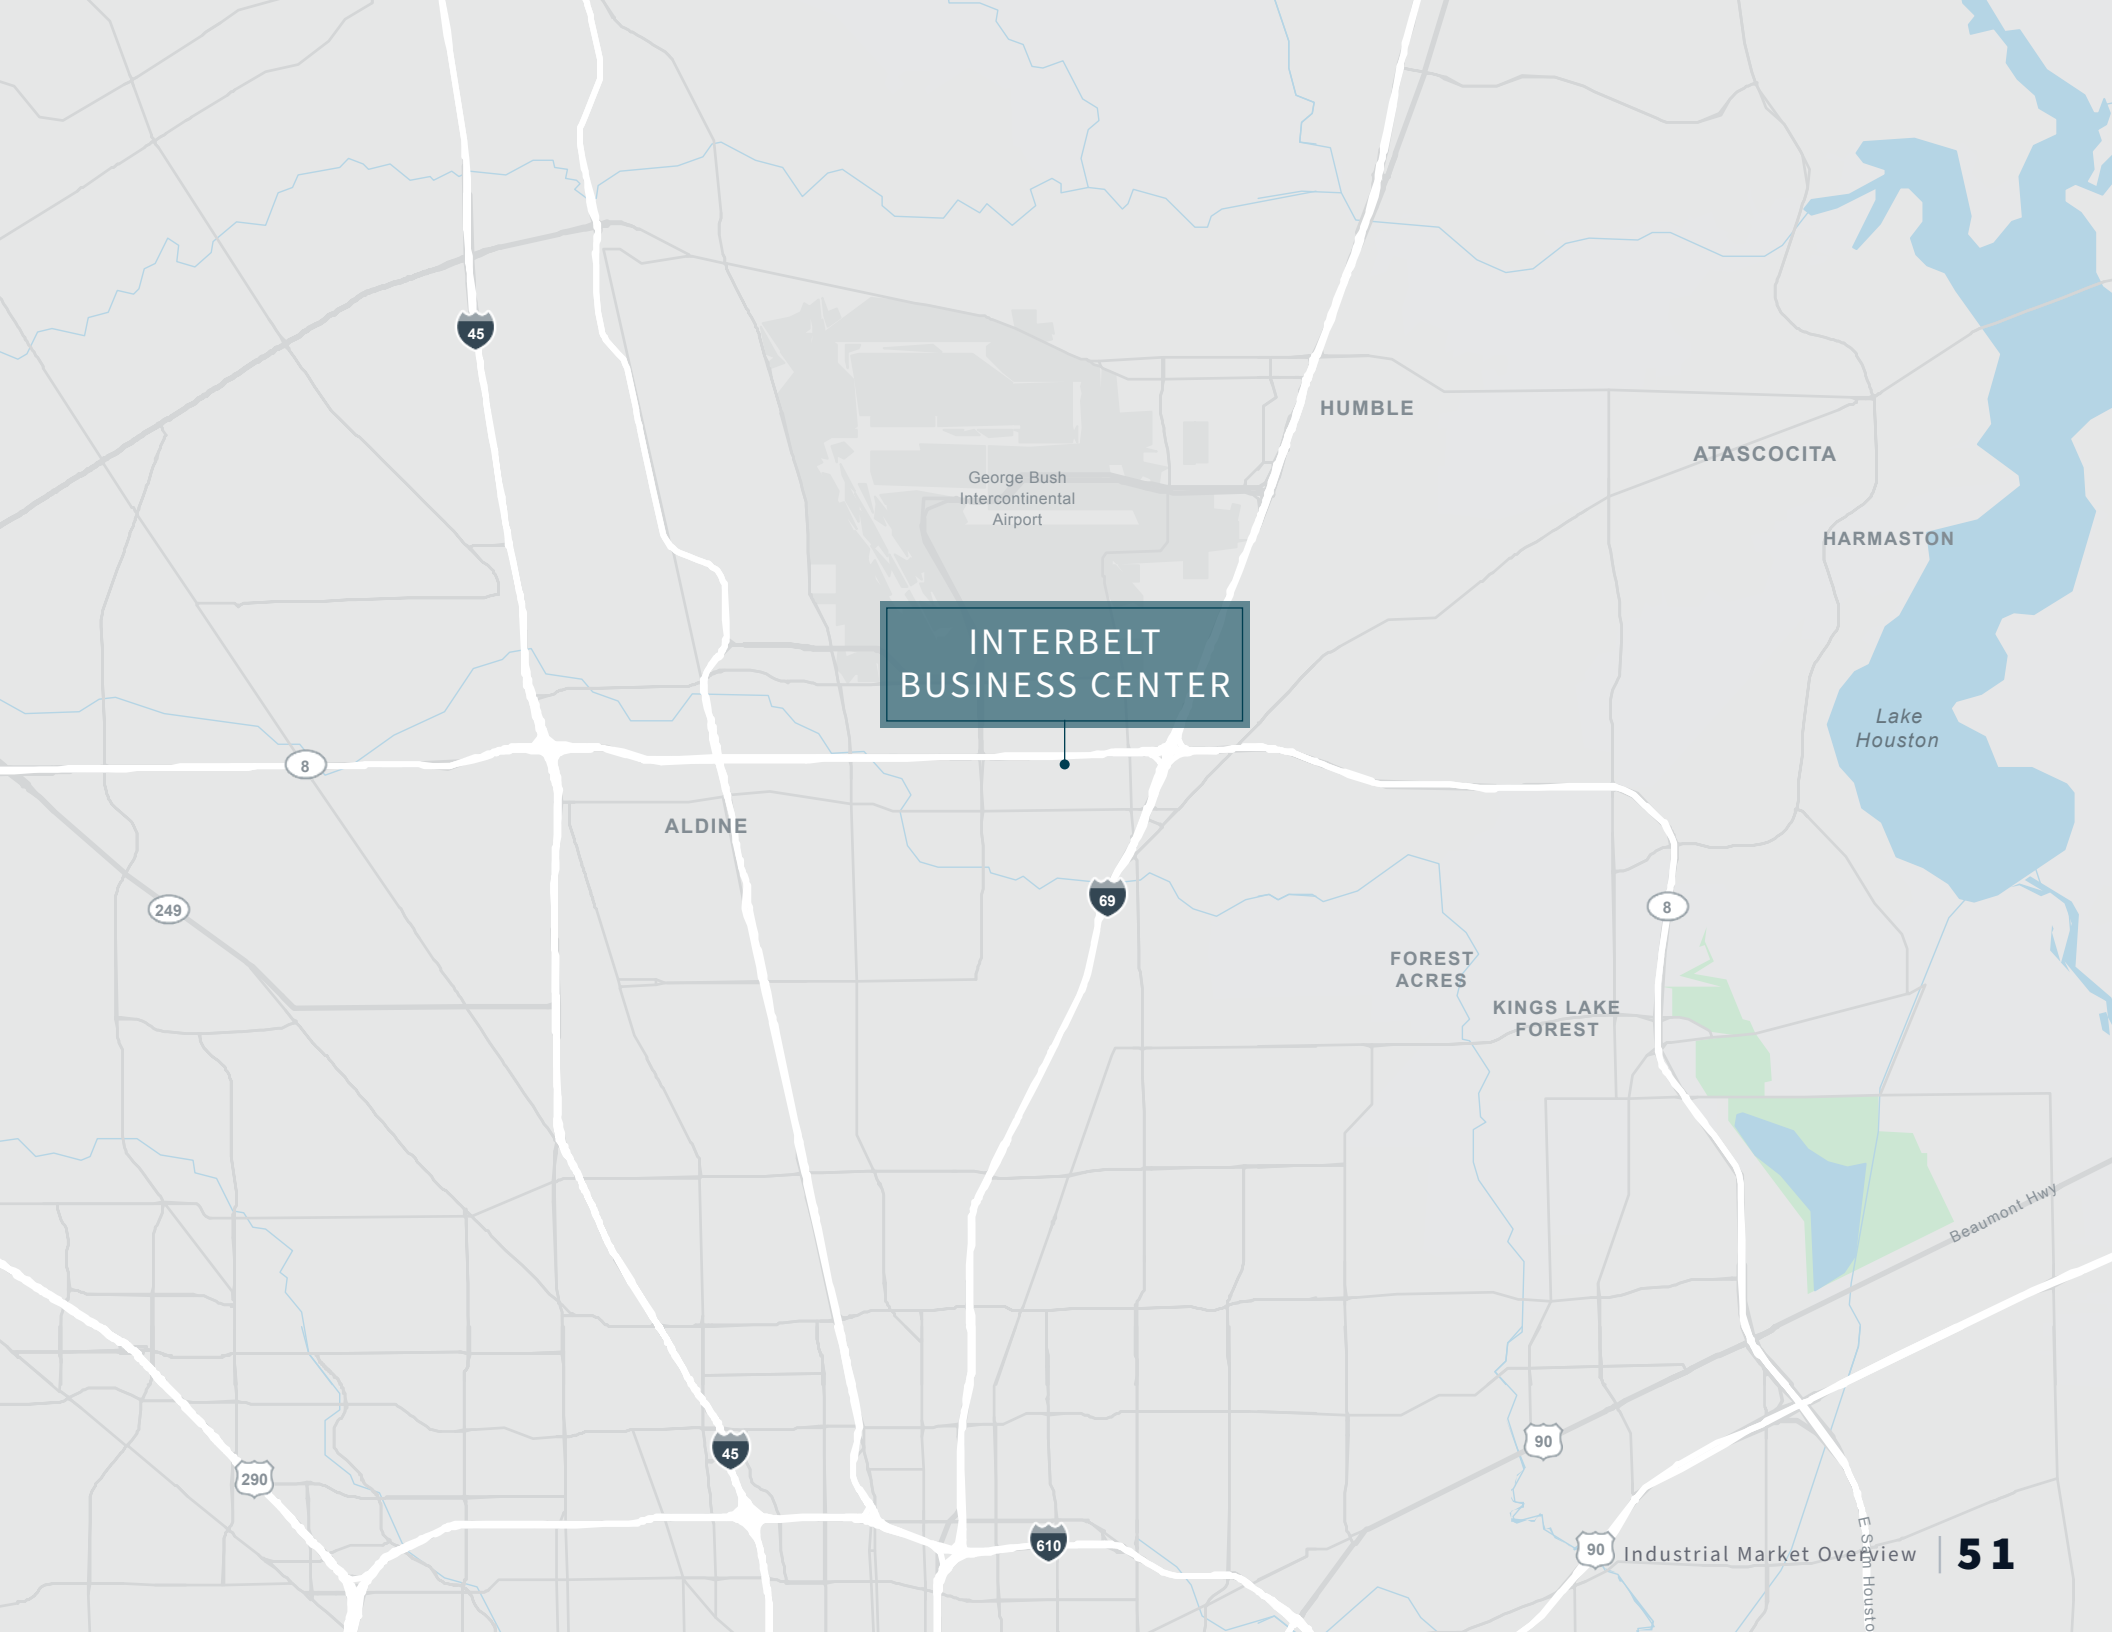 45
HUMBLE
ATASCOCITA
George Bush
Intercontinental
Airport
HARMASTON
INTERBELT
BUSINESS CENTER
Lake
Houston
8
ALDINE
69
249
8
FOREST
ACRES
KINGS LAKE
FOREST
Beaumont Hwy
90
45
290
610
90
E Sam Housto
Industrial Market Overview
51